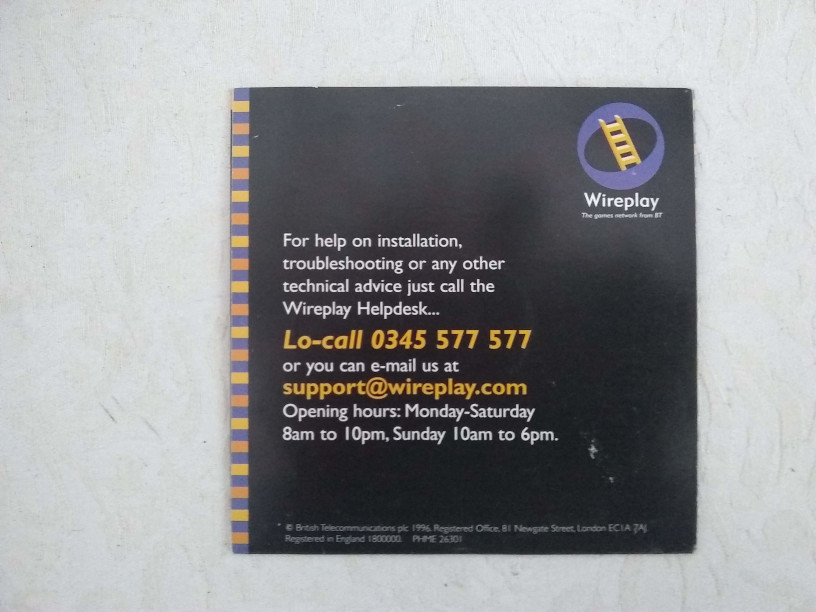 Wireplay
The games network from BT
For help on installation,
troubleshooting or any other
technical advice just call the
Wireplay Helpdesk...
Lo-call 0345 577 577
or you can e-mail us at
support@wireplay.com
Opening hours: Monday-Saturday
8am to 10pm, Sunday 10am to 6pm.
© British Telecommunications plc 1996. Registered Office, 81 Newgate Street, London EC1A 7AJ.
Registered in England 1800000. PHME 26301